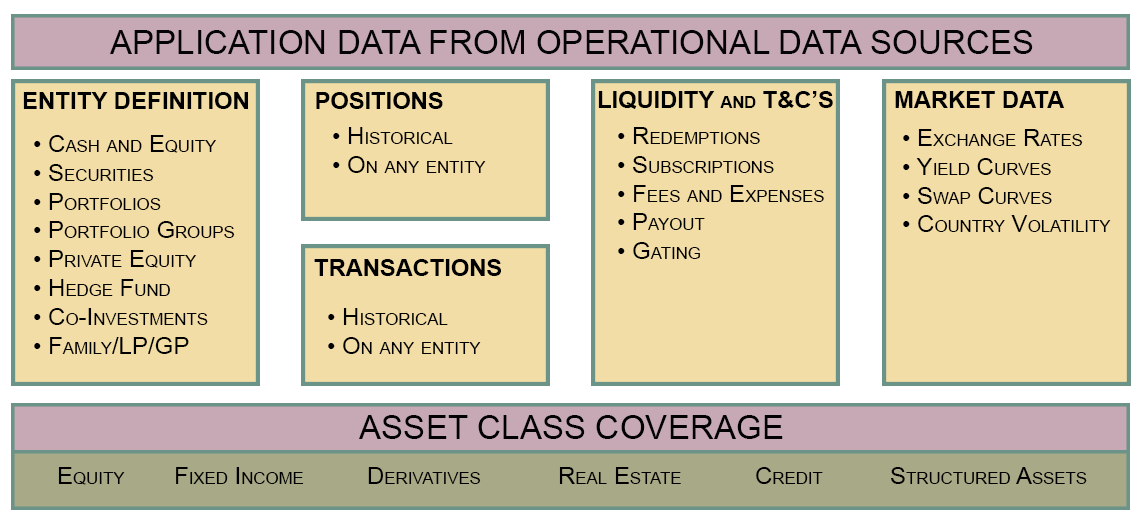 APPLICATION DATA FROM OPERATIONAL DATA SOURCES
ENTITY DEFINITION
• CASH AND EQUITY
• SECURITIES
• PORTFOLIOS
• PORTFOLIO GROUPS
• PRIVATE EQUITY
• HEDGE FUND
• CO-INVESTMENTS
• FAMILY/LP/GP
POSITIONS
• HISTORICAL
• ON ANY ENTITY
TRANSACTIONS
• HISTORICAL
• ON ANY ENTITY
LIQUIDITY AND T&C'S
• REDEMPTIONS
• SUBSCRIPTIONS
• FEES AND EXPENSES
• PAYOUT
• GATING
MARKET DATA
• EXCHANGE RATES
• YIELD CURVES
• SWAP CURVES
• COUNTRY VOLATILITY
ASSET CLASS COVERAGE
EQUITY FIXED INCOME DERIVATIVES REAL ESTATE CREDIT STRUCTURED ASSETS